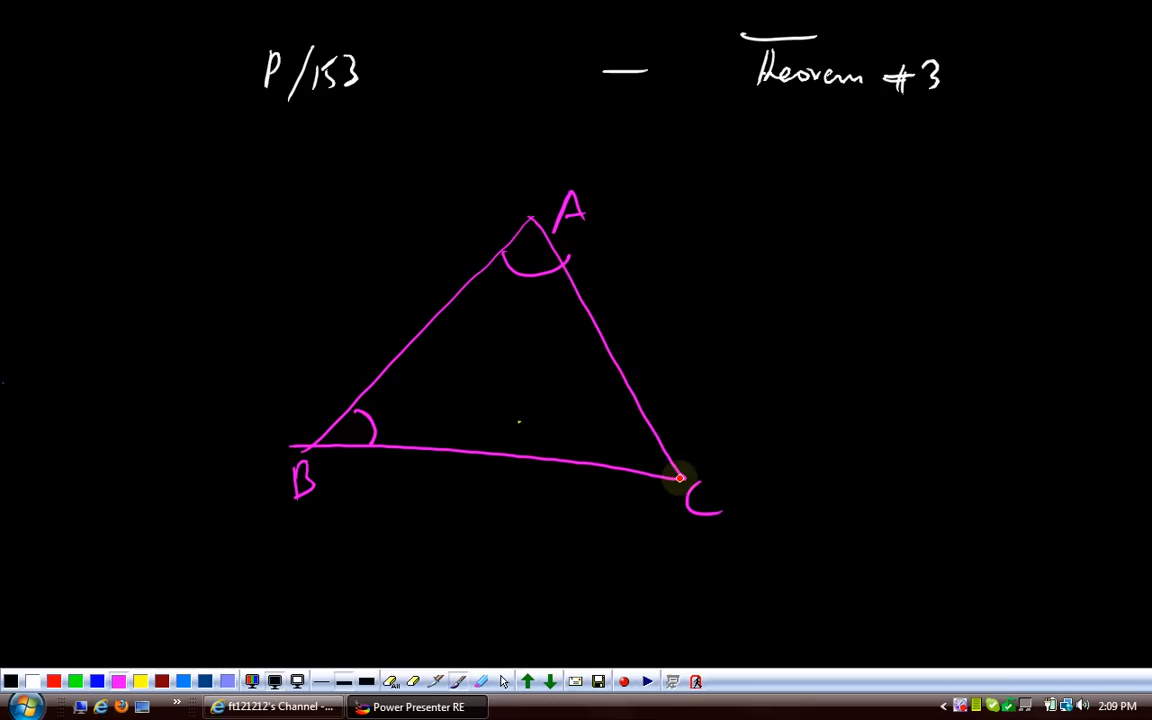 P/153 — Theorem #3
A
B
C
ft121212's Channel -...
Power Presenter RE
2:09 PM